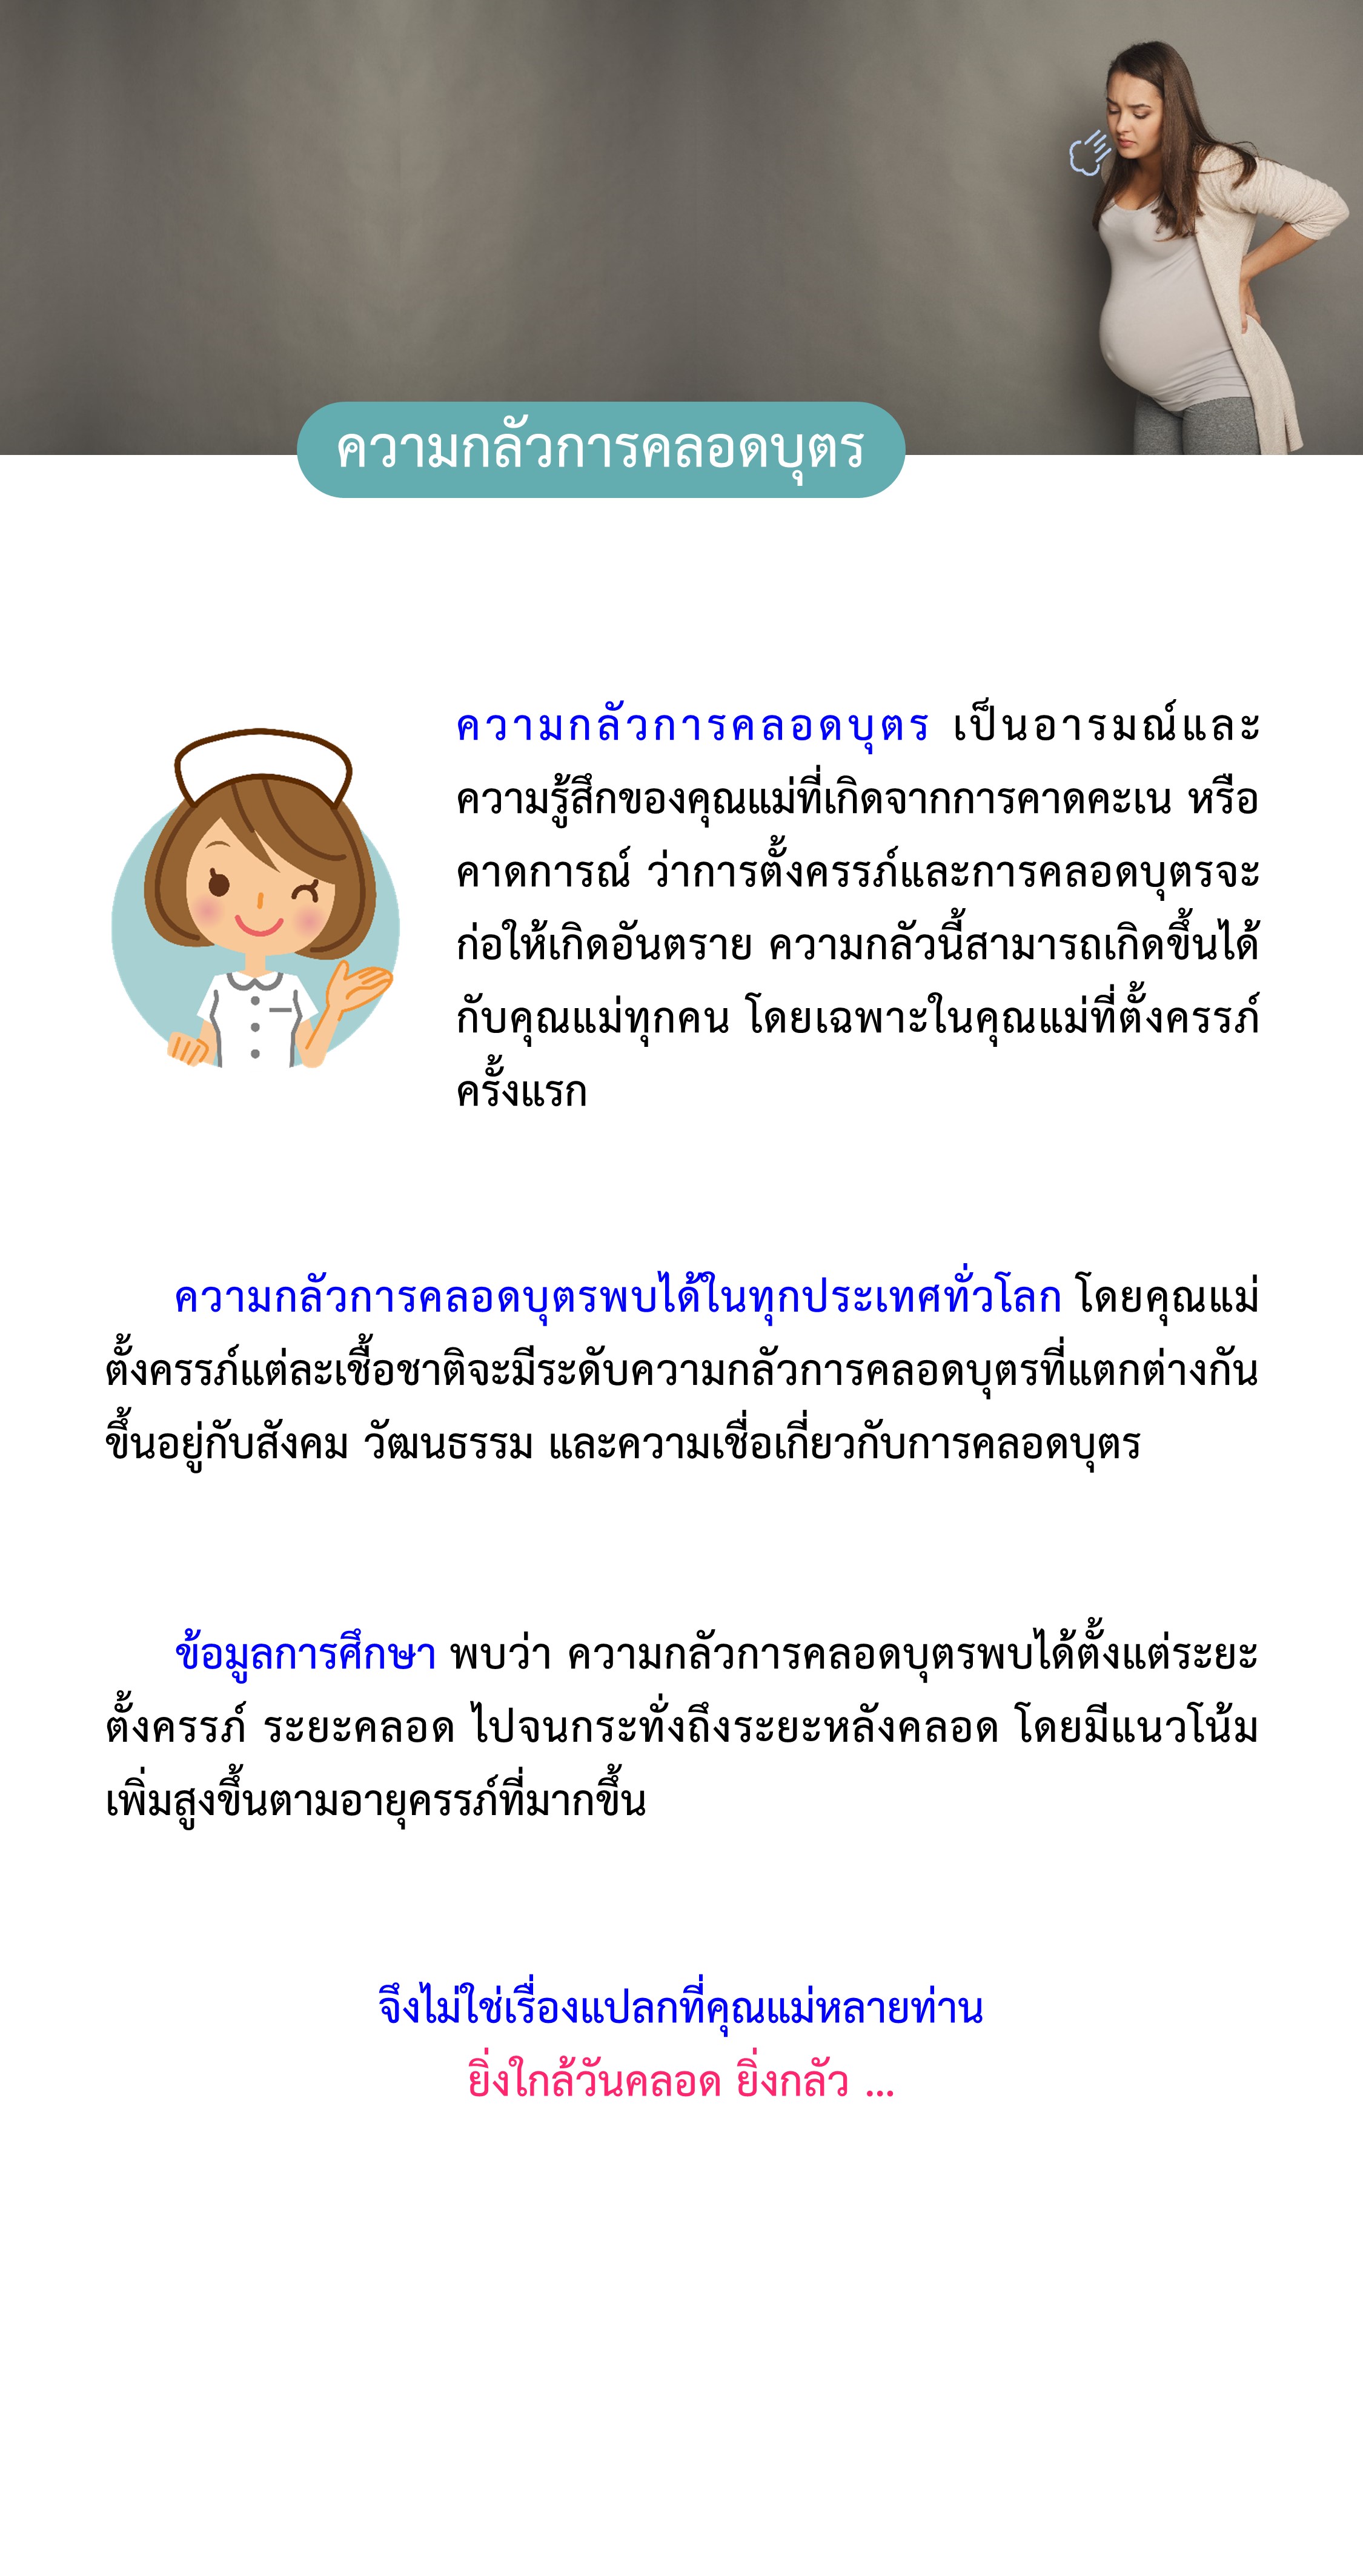 ความกลัวการคลอดบุตร
ความกลัวการคลอดบุตร เป็นอารมณ์และ
ความรู้สึกของคุณแม่ที่เกิดจากการคาดคะเน หรือ
คาดการณ์ ว่าการตั้งครรภ์และการคลอดบุตรจะ
ก่อให้เกิดอันตราย ความกลัวนี้สามารถเกิดขึ้นได้
กับคุณแม่ทุกคน โดยเฉพาะในคุณแม่ที่ตั้งครรภ์
ครั้งแรก
ความกลัวการคลอดบุตรพบได้ในทุกประเทศทั่วโลก โดยคุณแม่
ตั้งครรภ์แต่ละเชื้อชาติจะมีระดับความกลัวการคลอดบุตรที่แตกต่างกัน
ขึ้นอยู่กับสังคม วัฒนธรรม และความเชื่อเกี่ยวกับการคลอดบุตร
ข้อมูลการศึกษา พบว่า ความกลัวการคลอดบุตรพบได้ตั้งแต่ระยะ
ตั้งครรภ์ ระยะคลอด ไปจนกระทั่งถึงระยะหลังคลอด โดยมีแนวโน้ม
เพิ่มสูงขึ้นตามอายุครรภ์ที่มากขึ้น
จึงไม่ใช่เรื่องแปลกที่คุณแม่หลายท่าน
ยิ่งใกล้วันคลอด ยิ่งกลัว ...